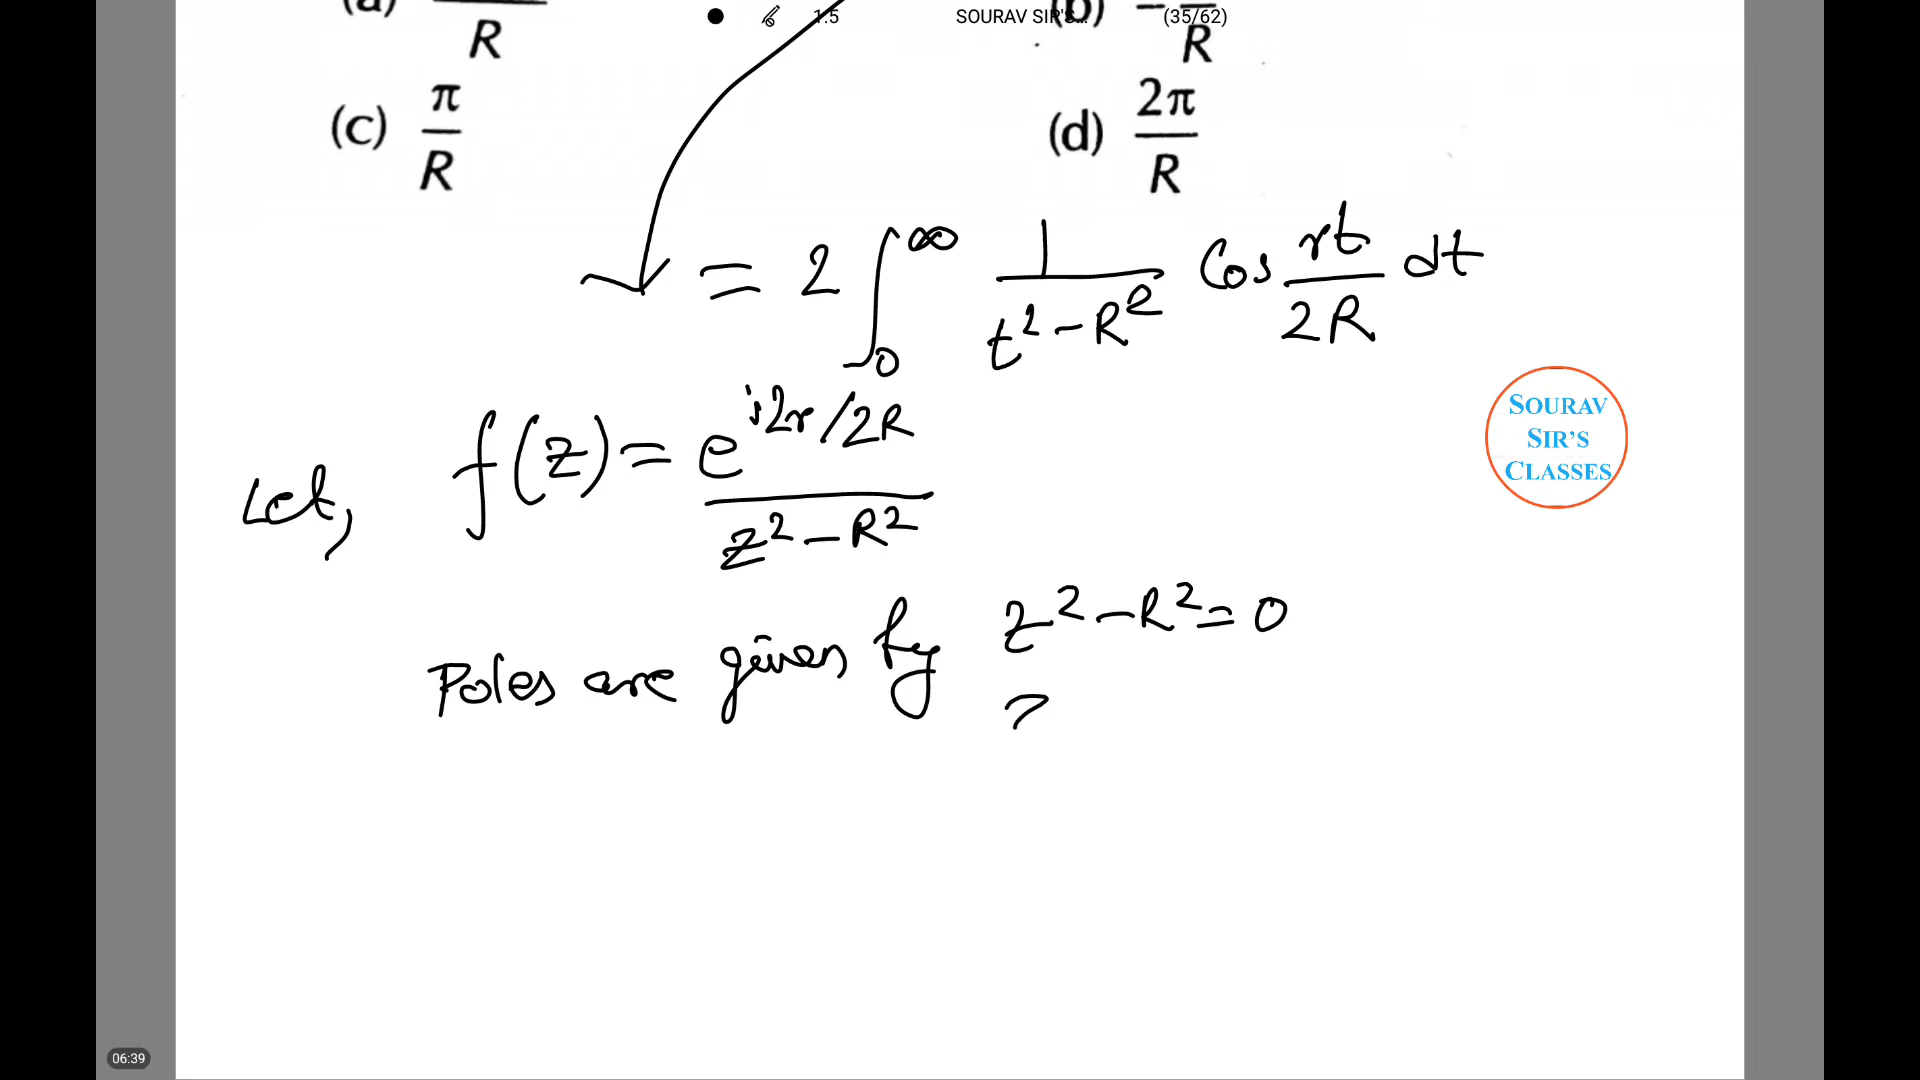 1.5 SOURAV SIR'S... (35/62)
(a) R (b) − R
(c) π/R (d) 2π/R
= 2 ∫₀^∞ 1/(t² − R²) Cos rt/2R dt
SOURAV
SIR'S
CLASSES
Let, f(z) = e^{i2r/2R} / (z² − R²)
Poles are given by z² − R² = 0
06:39